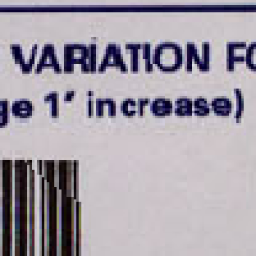 VARIATION FO
ge 1' increase)